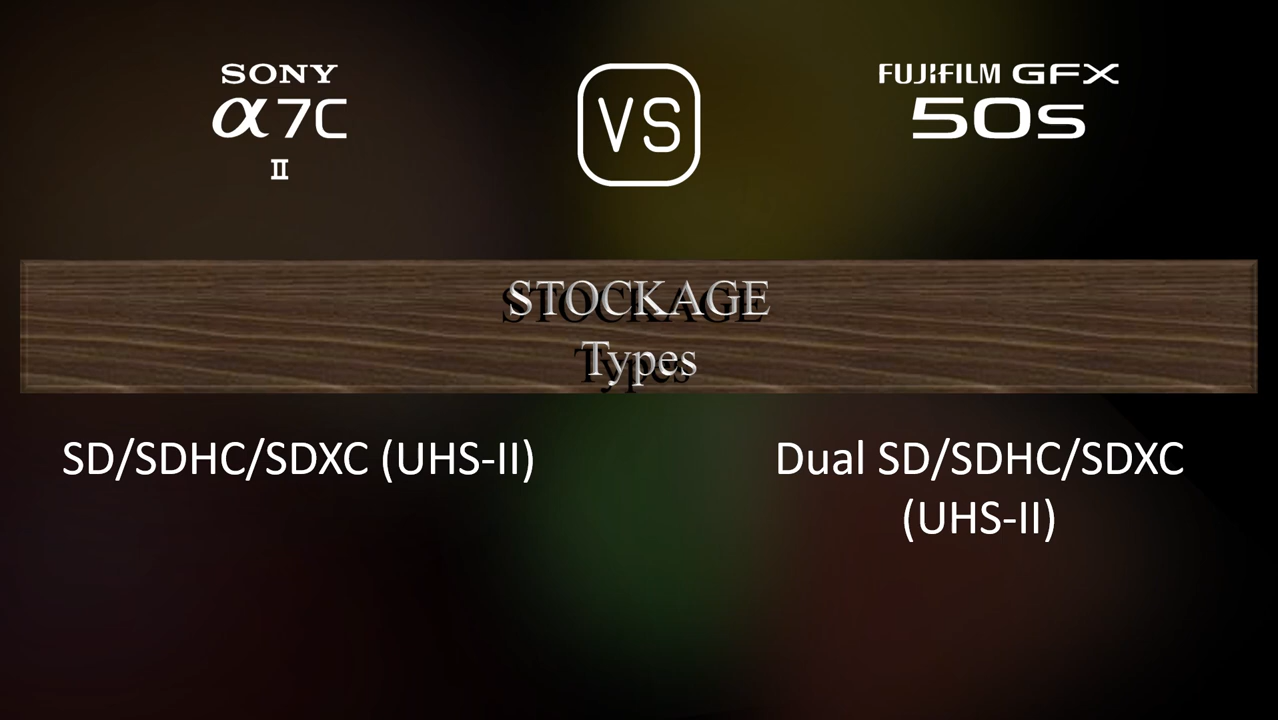 SONY
α7C
II
VS
FUJIFILM GFX
50s
STOCKAGE
Types
SD/SDHC/SDXC (UHS-II)
Dual SD/SDHC/SDXC
(UHS-II)